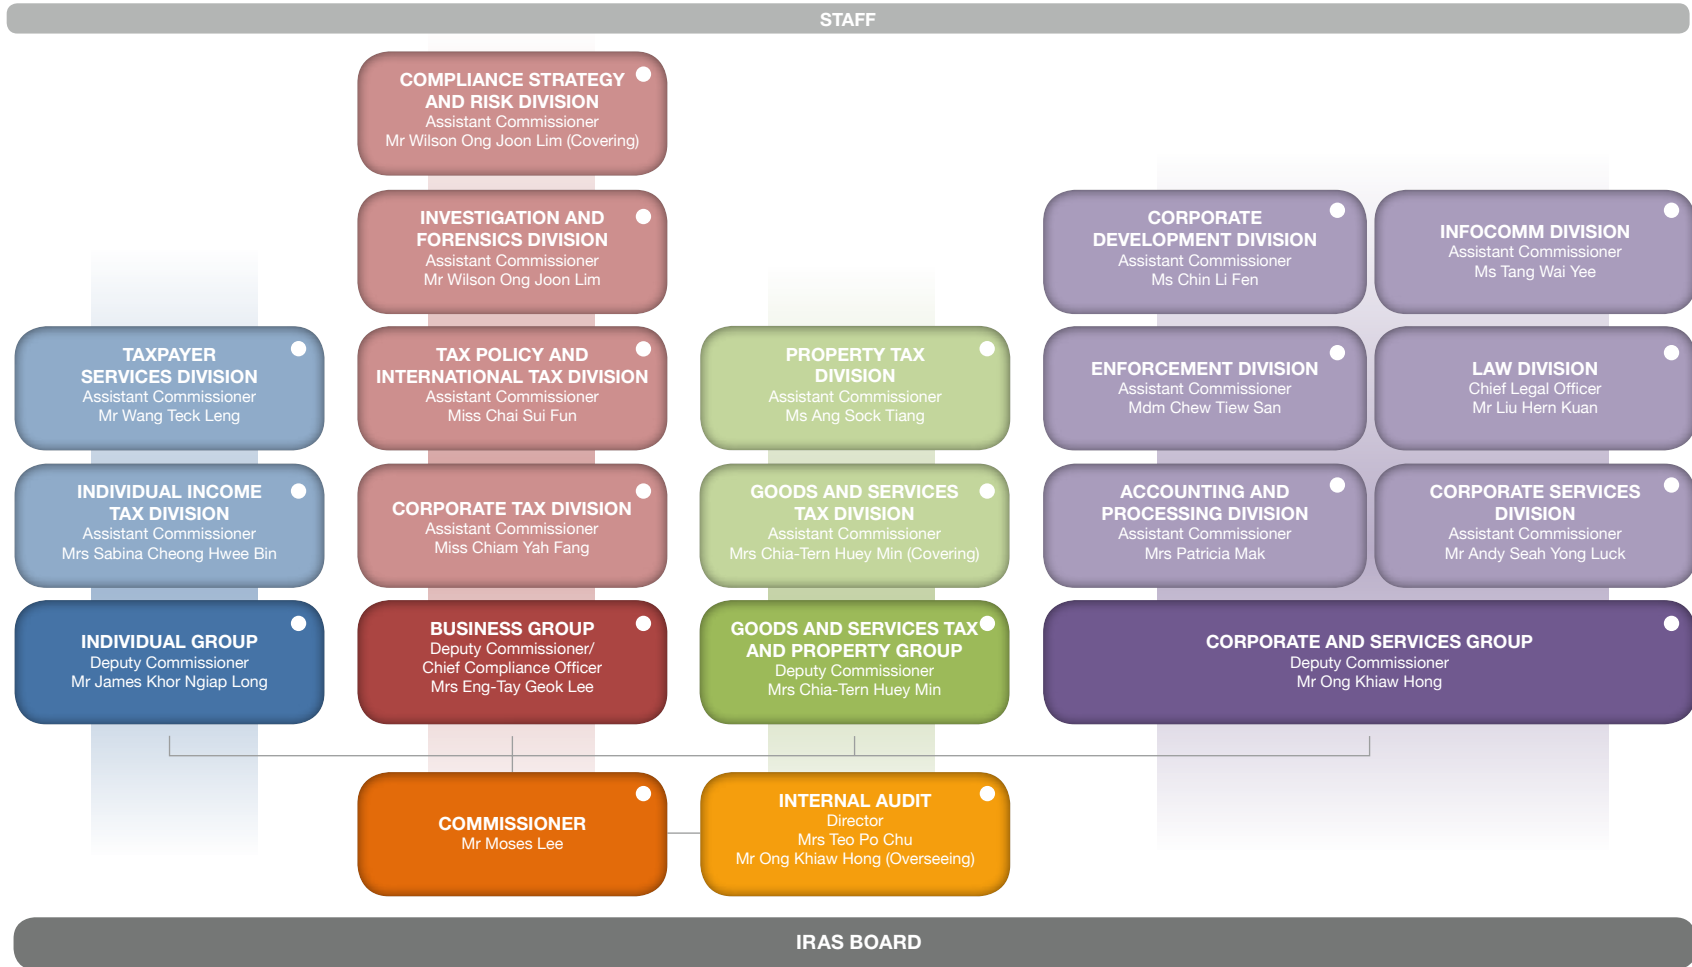 STAFF
COMPLIANCE STRATEGY
AND RISK DIVISION
Assistant Commissioner
Mr Wilson Ong Joon Lim (Covering)
INVESTIGATION AND
FORENSICS DIVISION
Assistant Commissioner
Mr Wilson Ong Joon Lim
CORPORATE
DEVELOPMENT DIVISION
Assistant Commissioner
Ms Chin Li Fen
INFOCOMM DIVISION
Assistant Commissioner
Ms Tang Wai Yee
TAXPAYER
SERVICES DIVISION
Assistant Commissioner
Mr Wang Teck Leng
TAX POLICY AND
INTERNATIONAL TAX DIVISION
Assistant Commissioner
Miss Chai Sui Fun
PROPERTY TAX
DIVISION
Assistant Commissioner
Ms Ang Sock Tiang
ENFORCEMENT DIVISION
Assistant Commissioner
Mdm Chew Tiew San
LAW DIVISION
Chief Legal Officer
Mr Liu Hern Kuan
INDIVIDUAL INCOME
TAX DIVISION
Assistant Commissioner
Mrs Sabina Cheong Hwee Bin
CORPORATE TAX DIVISION
Assistant Commissioner
Miss Chiam Yah Fang
GOODS AND SERVICES
TAX DIVISION
Assistant Commissioner
Mrs Chia-Tern Huey Min (Covering)
ACCOUNTING AND
PROCESSING DIVISION
Assistant Commissioner
Mrs Patricia Mak
CORPORATE SERVICES
DIVISION
Assistant Commissioner
Mr Andy Seah Yong Luck
INDIVIDUAL GROUP
Deputy Commissioner
Mr James Khor Ngiap Long
BUSINESS GROUP
Deputy Commissioner/
Chief Compliance Officer
Mrs Eng-Tay Geok Lee
GOODS AND SERVICES TAX
AND PROPERTY GROUP
Deputy Commissioner
Mrs Chia-Tern Huey Min
CORPORATE AND SERVICES GROUP
Deputy Commissioner
Mr Ong Khiaw Hong
COMMISSIONER
Mr Moses Lee
INTERNAL AUDIT
Director
Mrs Teo Po Chu
Mr Ong Khiaw Hong (Overseeing)
IRAS BOARD